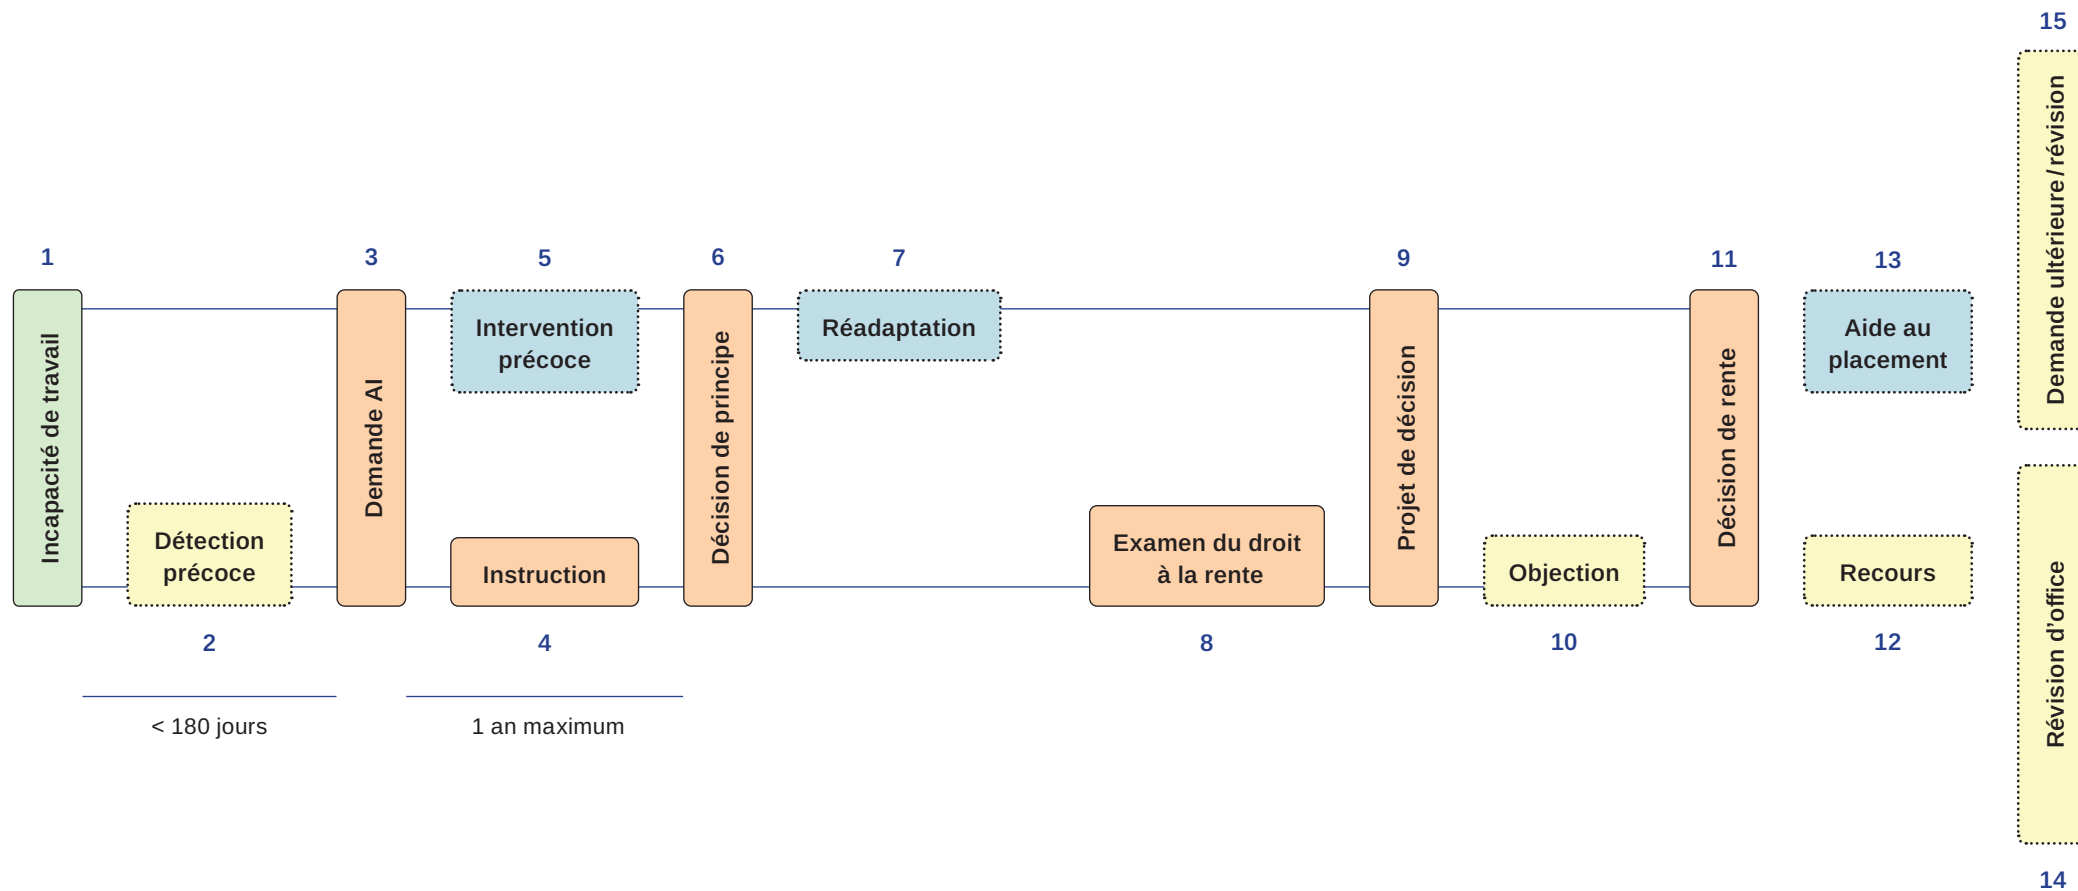 15
Demande ultérieure / révision
1
3
5
6
7
9
11
13
Incapacité de travail
Demande AI
Intervention
précoce
Décision de principe
Réadaptation
Projet de décision
Décision de rente
Aide au
placement
Détection
précoce
Instruction
Examen du droit
à la rente
Objection
Recours
Révision d’office
2
4
8
10
12
< 180 jours
1 an maximum
14